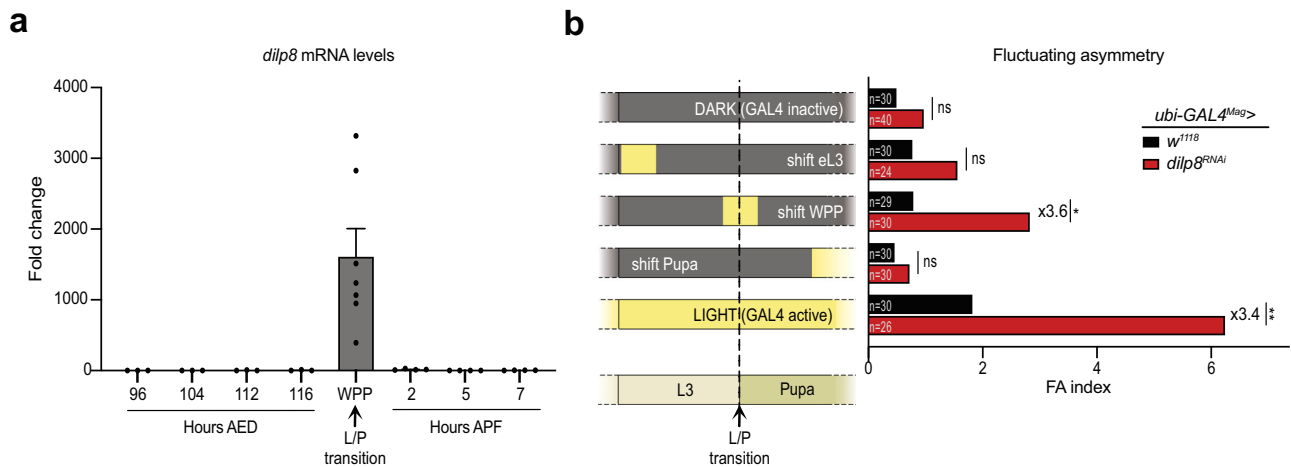 a
dilp8 mRNA levels
Fold change
4000
3000
2000
1000
0
96 104 112 116 WPP 2 5 7
Hours AED
L/P
transition
Hours APF
b
Fluctuating asymmetry
DARK (GAL4 inactive)
shift eL3
shift WPP
shift Pupa
LIGHT (GAL4 active)
L3 Pupa
L/P
transition
n=30
n=40
ns
n=30
n=24
ns
n=29
n=30
x3.6 *
n=30
n=30
ns
n=30
n=26
x3.4 **
0 2 4 6
FA index
ubi-GAL4ᴹᵃᵍ>
w¹¹¹⁸
dilp8ᴿᴺᴬⁱ